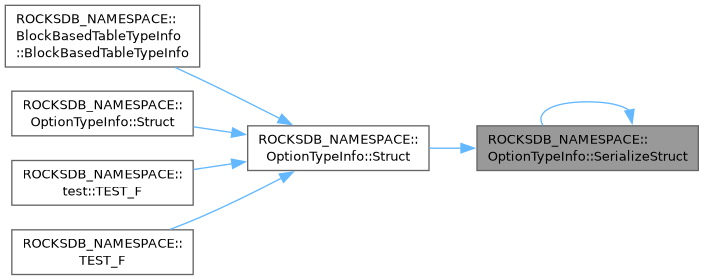 ROCKSDB_NAMESPACE::
BlockBasedTableTypeInfo
::BlockBasedTableTypeInfo
ROCKSDB_NAMESPACE::
OptionTypeInfo::Struct
ROCKSDB_NAMESPACE::
test::TEST_F
ROCKSDB_NAMESPACE::
TEST_F
ROCKSDB_NAMESPACE::
OptionTypeInfo::Struct
ROCKSDB_NAMESPACE::
OptionTypeInfo::SerializeStruct